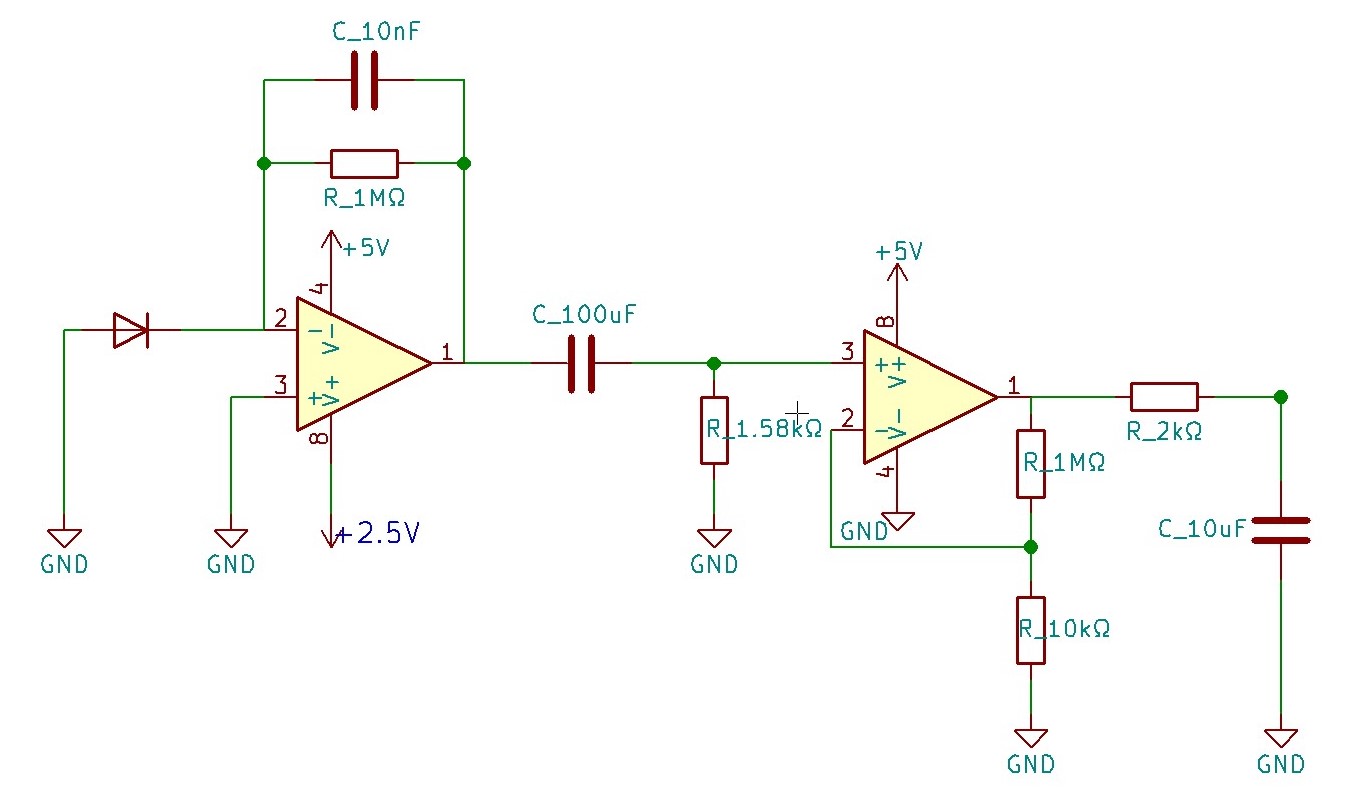 C_10nF
R_1MΩ
+5V
4
2
−
V-
1
3
+
V+
8
+2.5V
GND
GND
C_100uF
R_1.58kΩ
GND
+5V
8
3
+
V+
1
2
−
V-
4
GND
R_1MΩ
R_2kΩ
C_10uF
R_10kΩ
GND
GND